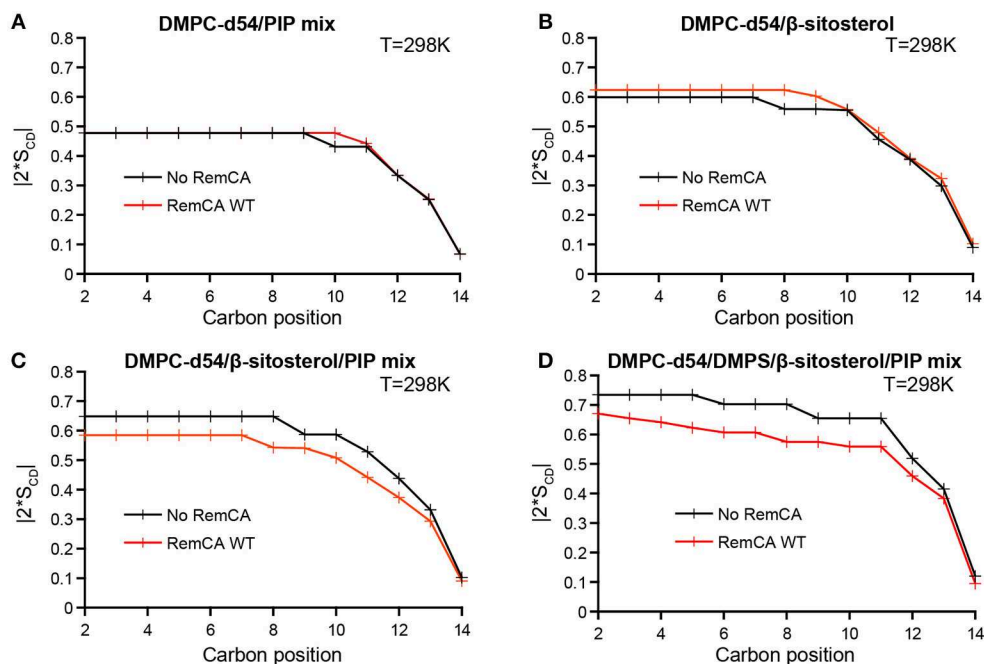 A
DMPC-d54/PIP mix
T=298K
|2*S_CD|
0.8
0.7
0.6
0.5
0.4
0.3
0.2
0.1
0
No RemCA
RemCA WT
2 4 6 8 10 12 14
Carbon position
B
DMPC-d54/β-sitosterol
T=298K
|2*S_CD|
0.8
0.7
0.6
0.5
0.4
0.3
0.2
0.1
0
No RemCA
RemCA WT
2 4 6 8 10 12 14
Carbon position
C
DMPC-d54/β-sitosterol/PIP mix
T=298K
|2*S_CD|
0.8
0.7
0.6
0.5
0.4
0.3
0.2
0.1
0
No RemCA
RemCA WT
2 4 6 8 10 12 14
Carbon position
D
DMPC-d54/DMPS/β-sitosterol/PIP mix
T=298K
|2*S_CD|
0.8
0.7
0.6
0.5
0.4
0.3
0.2
0.1
0
No RemCA
RemCA WT
2 4 6 8 10 12 14
Carbon position